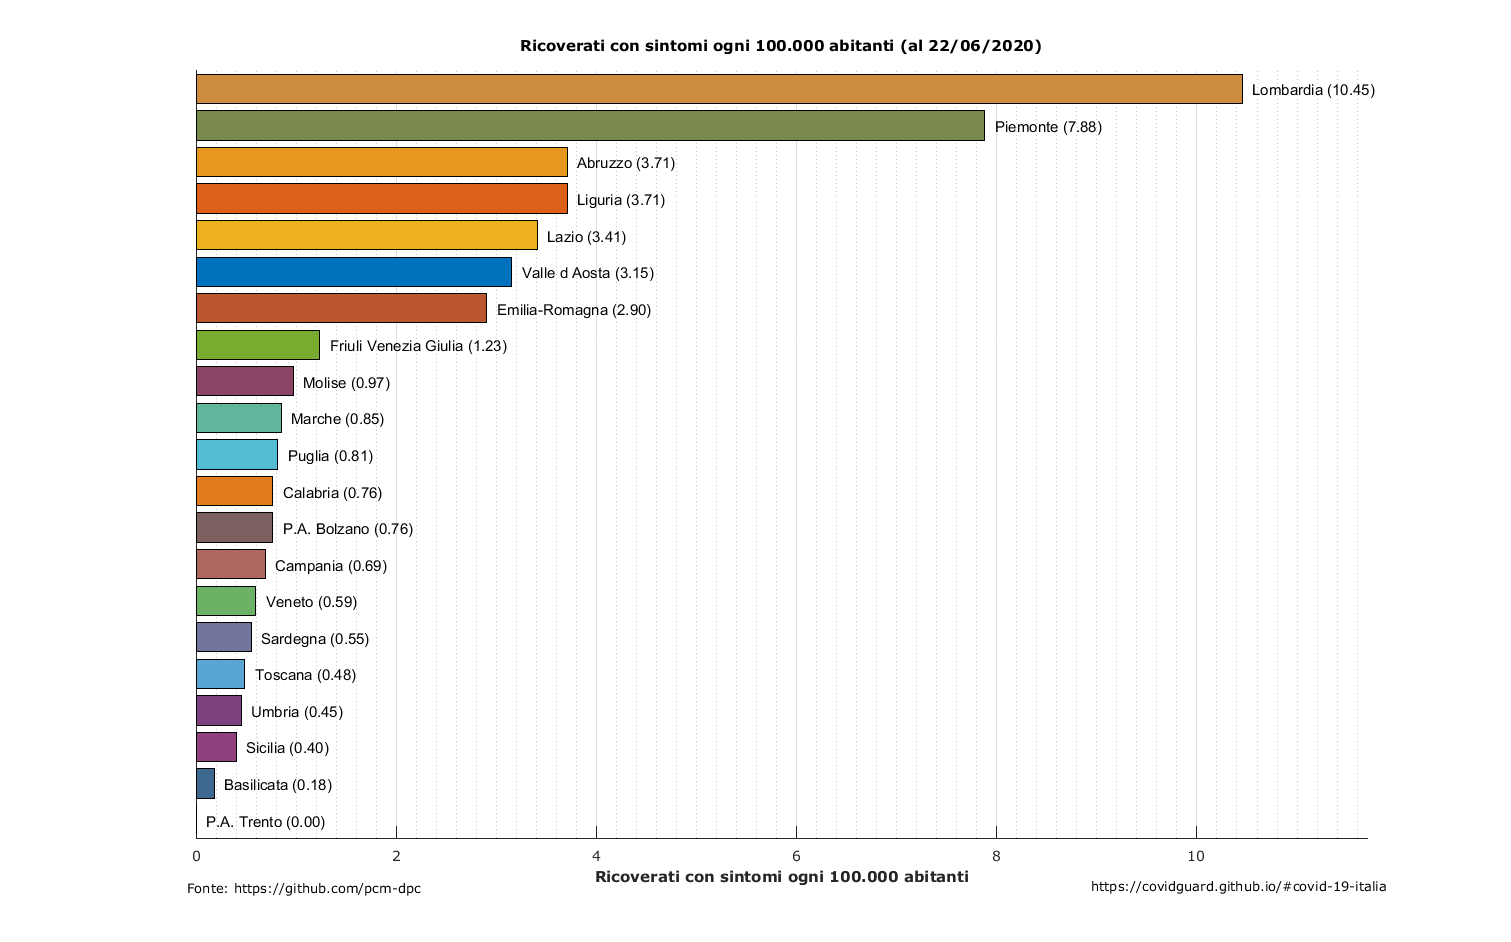 Ricoverati con sintomi ogni 100.000 abitanti (al 22/06/2020)
Lombardia (10.45)
Piemonte (7.88)
Abruzzo (3.71)
Liguria (3.71)
Lazio (3.41)
Valle d Aosta (3.15)
Emilia-Romagna (2.90)
Friuli Venezia Giulia (1.23)
Molise (0.97)
Marche (0.85)
Puglia (0.81)
Calabria (0.76)
P.A. Bolzano (0.76)
Campania (0.69)
Veneto (0.59)
Sardegna (0.55)
Toscana (0.48)
Umbria (0.45)
Sicilia (0.40)
Basilicata (0.18)
P.A. Trento (0.00)
0 2 4 6 8 10
Ricoverati con sintomi ogni 100.000 abitanti
Fonte: https://github.com/pcm-dpc
https://covidguard.github.io/#covid-19-italia